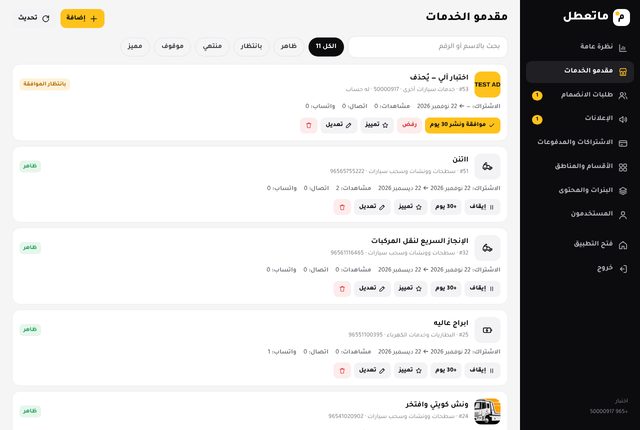 ماتعطل
نظرة عامة
مقدمو الخدمات
طلبات الانضمام 1
الإعلانات 1
الاشتراكات والمدفوعات
الأقسام والمناطق
البنرات والمحتوى
المستخدمون
فتح التطبيق
خروج
اختبار
+965 50000917
مقدمو الخدمات
إضافة
تحديث
بحث بالاسم أو الرقم
الكل 11
ظاهر
بانتظار
منتهي
موقوف
مميز
TEST AD
اختبار آلي – يُحذف
بانتظار الموافقة
#53 · خدمات سيارات أخرى · 50000917 · له حساب
الاشتراك: – ← 22 نوفمبر 2026 مشاهدات: 0 اتصال: 0 واتساب: 0
موافقة ونشر 30 يوم
رفض
تمييز
تعديل
ااتنن
ظاهر
#51 · سطحات وونشات وسحب سيارات · 96565755222
الاشتراك: 22 نوفمبر 2026 ← 22 ديسمبر 2026 مشاهدات: 2 اتصال: 0 واتساب: 0
إيقاف
+30 يوم
تمييز
تعديل
الإنجاز السريع لنقل المركبات
ظاهر
#32 · سطحات وونشات وسحب سيارات · 96561116465
الاشتراك: 22 نوفمبر 2026 ← 22 ديسمبر 2026 مشاهدات: 0 اتصال: 0 واتساب: 0
إيقاف
+30 يوم
تمييز
تعديل
ابراج عاليه
ظاهر
#25 · البطاريات وخدمات الكهرباء · 96551100395
الاشتراك: 22 نوفمبر 2026 ← 22 ديسمبر 2026 مشاهدات: 0 اتصال: 0 واتساب: 1
إيقاف
+30 يوم
تمييز
تعديل
ونش كويتي وافتخر
ظاهر
#24 · سطحات وونشات وسحب سيارات · 96541020902